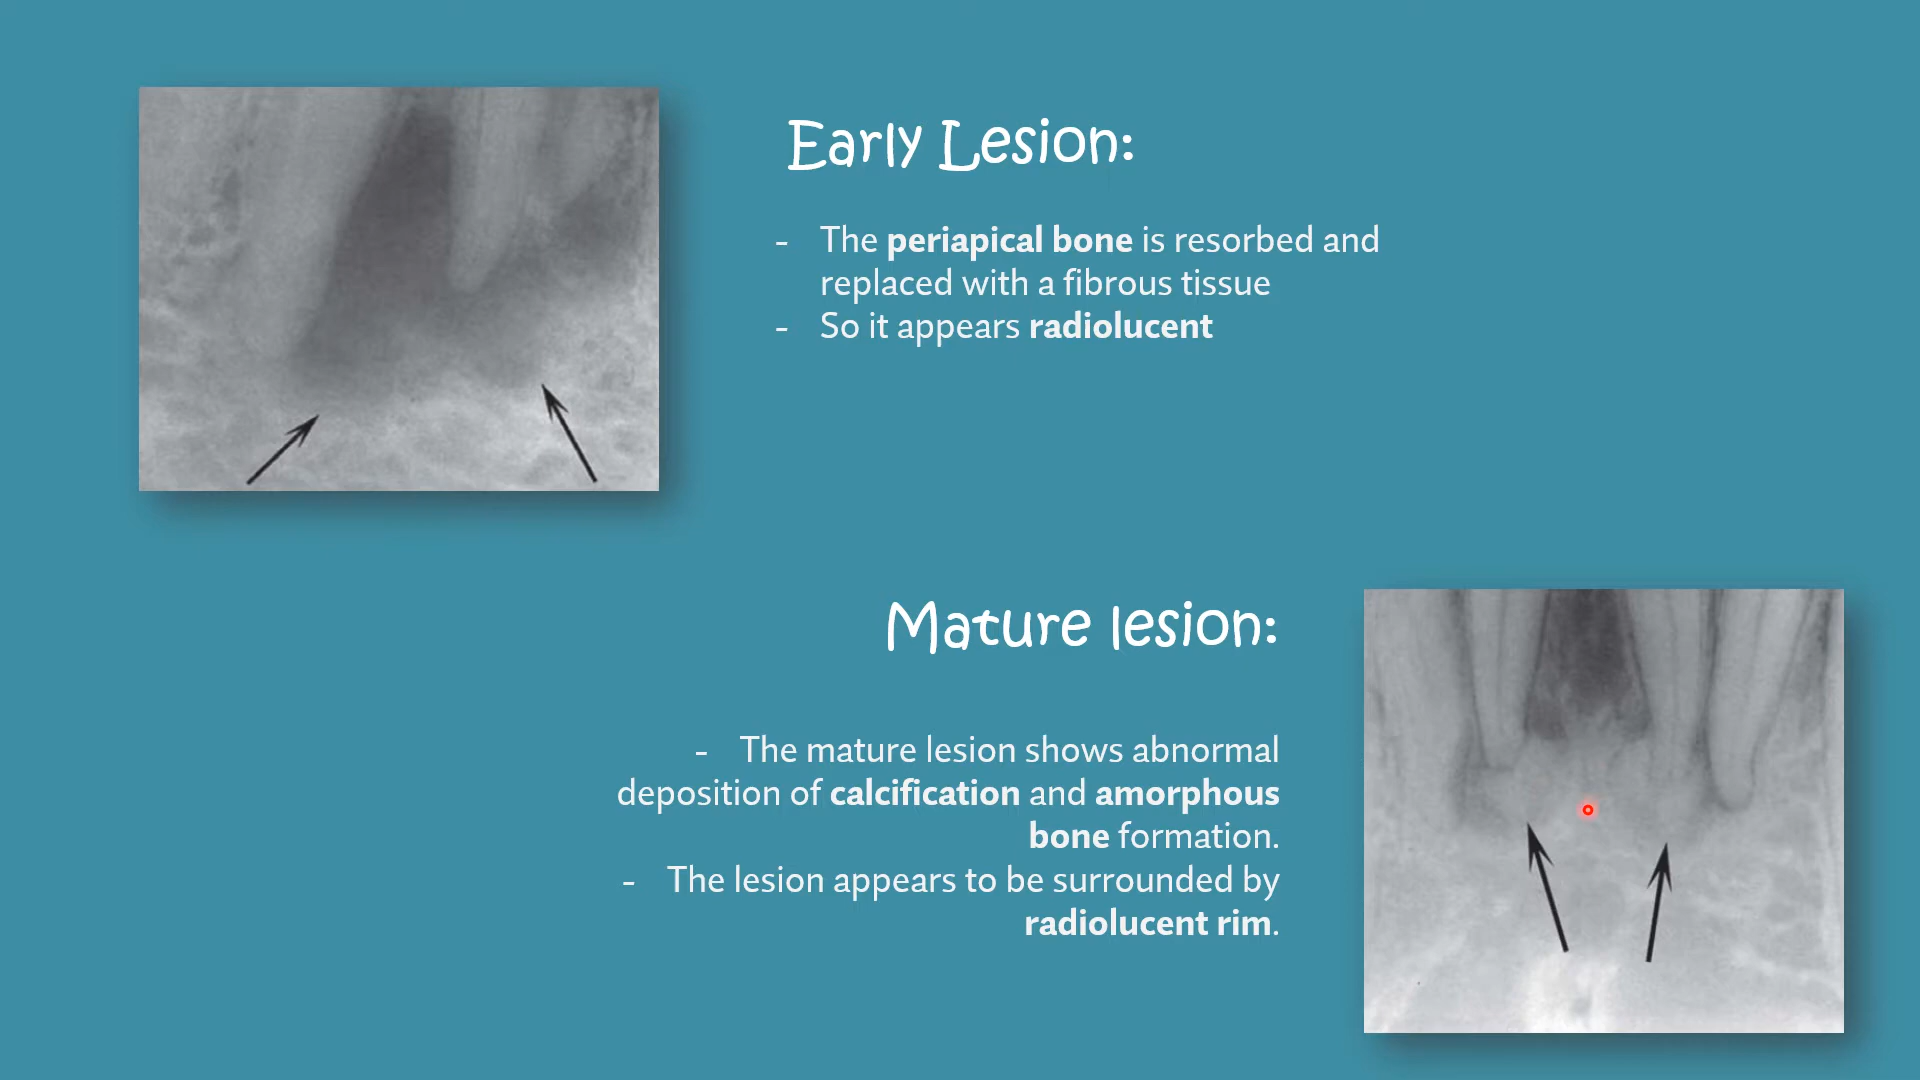 Early Lesion:
- The periapical bone is resorbed and
replaced with a fibrous tissue
- So it appears radiolucent
Mature lesion:
- The mature lesion shows abnormal
deposition of calcification and amorphous
bone formation.
- The lesion appears to be surrounded by
radiolucent rim.